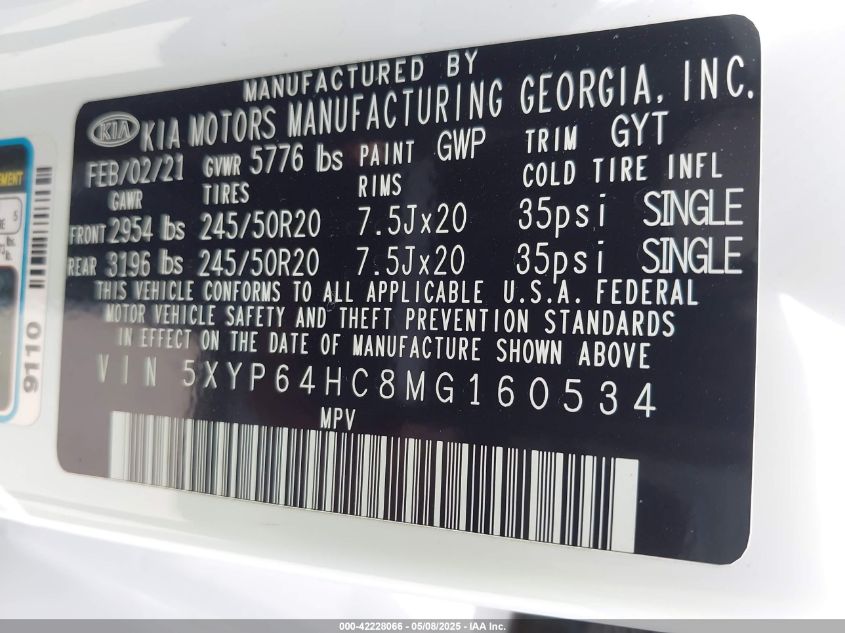 MANUFACTURED BY
KIA KIA MOTORS MANUFACTURING GEORGIA, INC.
FEB/02/21 GVWR 5776 lbs PAINT GWP TRIM GYT
GAWR TIRES RIMS COLD TIRE INFL
FRONT 2954 lbs 245/50R20 7.5Jx20 35psi SINGLE
REAR 3196 lbs 245/50R20 7.5Jx20 35psi SINGLE
THIS VEHICLE CONFORMS TO ALL APPLICABLE U.S.A. FEDERAL
MOTOR VEHICLE SAFETY AND THEFT PREVENTION STANDARDS
IN EFFECT ON THE DATE OF MANUFACTURE SHOWN ABOVE
VIN 5XYP64HC8MG160534
MPV
9110
000-42228066 - 05/08/2025 - IAA Inc.